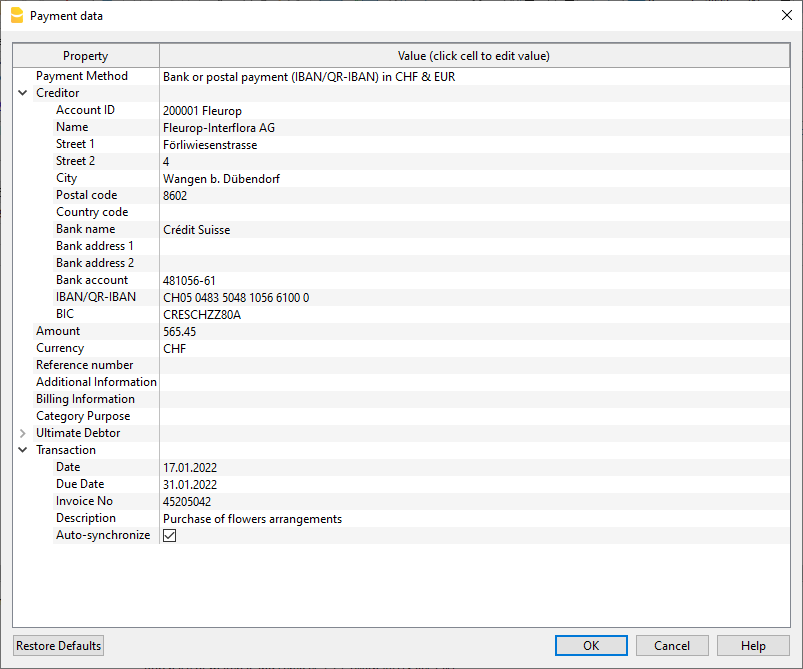 Payment data
Property Value (click cell to edit value)
Payment Method Bank or postal payment (IBAN/QR-IBAN) in CHF & EUR
Creditor
Account ID 200001 Fleurop
Name Fleurop-Interflora AG
Street 1 Förliwiesenstrasse
Street 2 4
City Wangen b. Dübendorf
Postal code 8602
Country code
Bank name Crédit Suisse
Bank address 1
Bank address 2
Bank account 481056-61
IBAN/QR-IBAN CH05 0483 5048 1056 6100 0
BIC CRESCHZZ80A
Amount 565.45
Currency CHF
Reference number
Additional Information
Billing Information
Category Purpose
Ultimate Debtor
Transaction
Date 17.01.2022
Due Date 31.01.2022
Invoice No 45205042
Description Purchase of flowers arrangements
Auto-synchronize
Restore Defaults OK Cancel Help